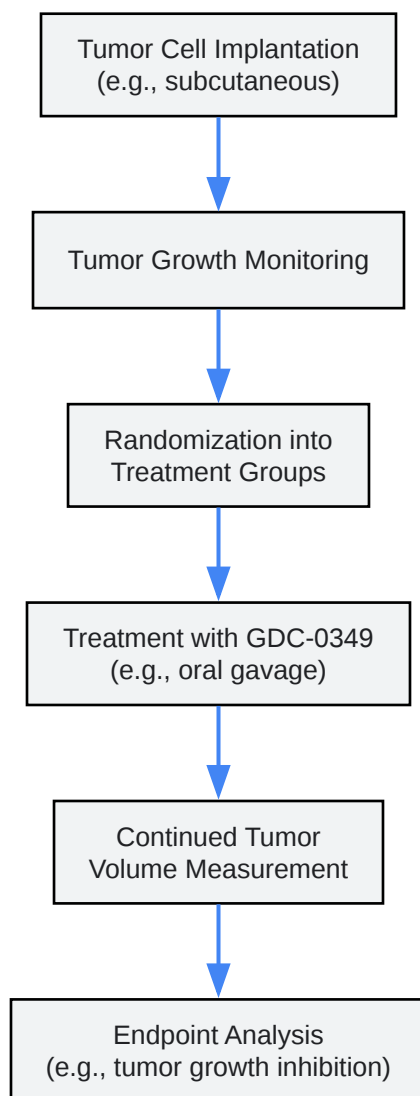 Tumor Cell Implantation
(e.g., subcutaneous)
Tumor Growth Monitoring
Randomization into
Treatment Groups
Treatment with GDC-0349
(e.g., oral gavage)
Continued Tumor
Volume Measurement
Endpoint Analysis
(e.g., tumor growth inhibition)